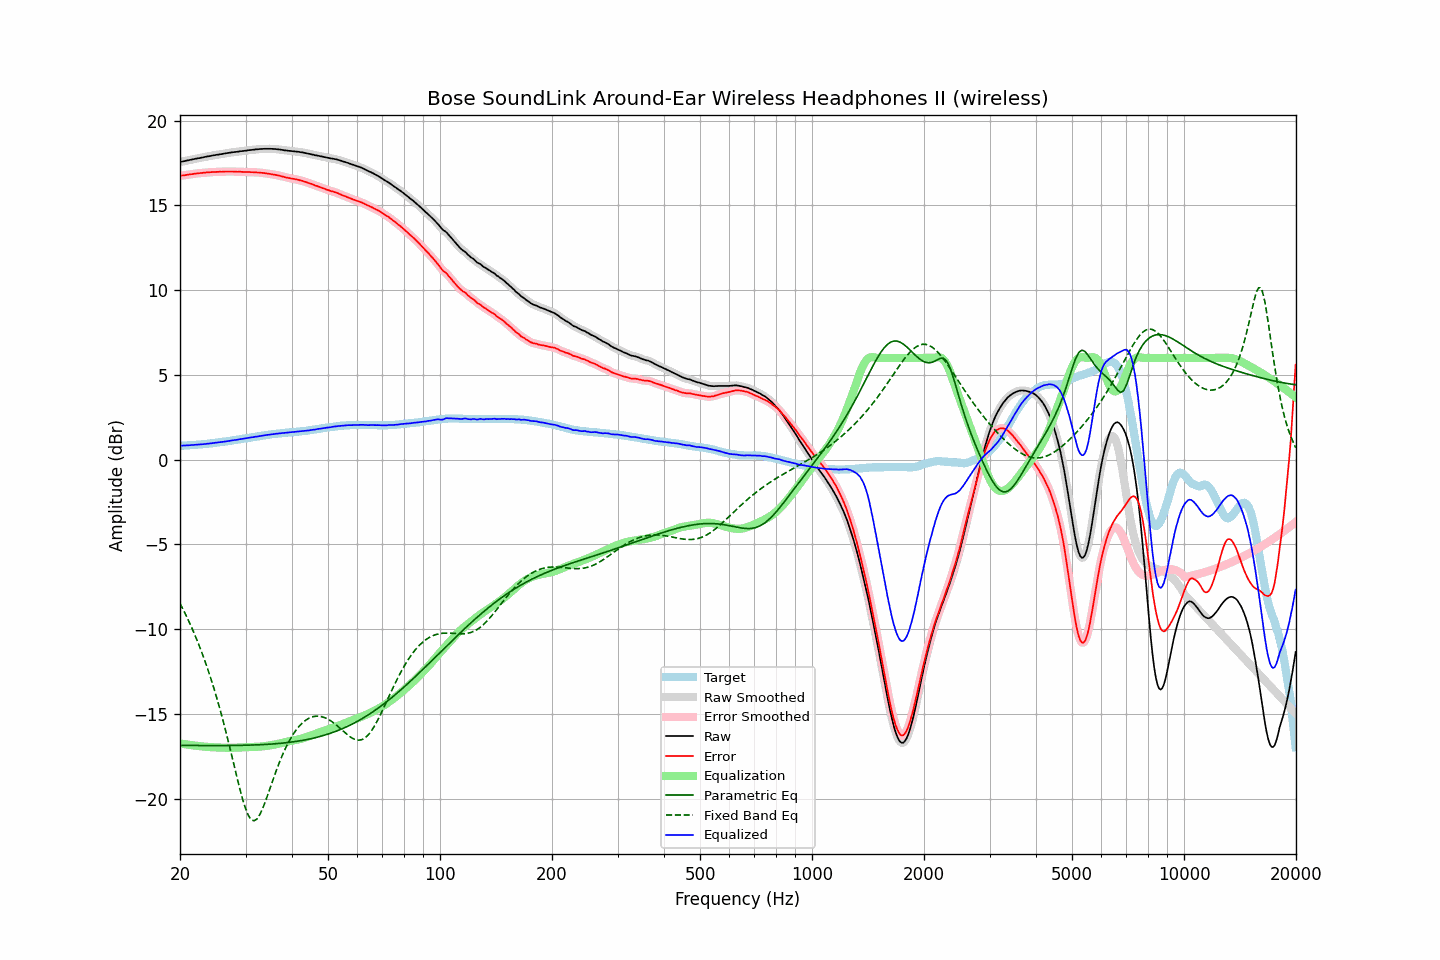 Bose SoundLink Around-Ear Wireless Headphones II (wireless)
Amplitude (dBr)
20
15
10
5
0
−5
−10
−15
−20
Target
Raw Smoothed
Error Smoothed
Raw
Error
Equalization
Parametric Eq
Fixed Band Eq
Equalized
20 50 100 200 500 1000 2000 5000 10000 20000
Frequency (Hz)